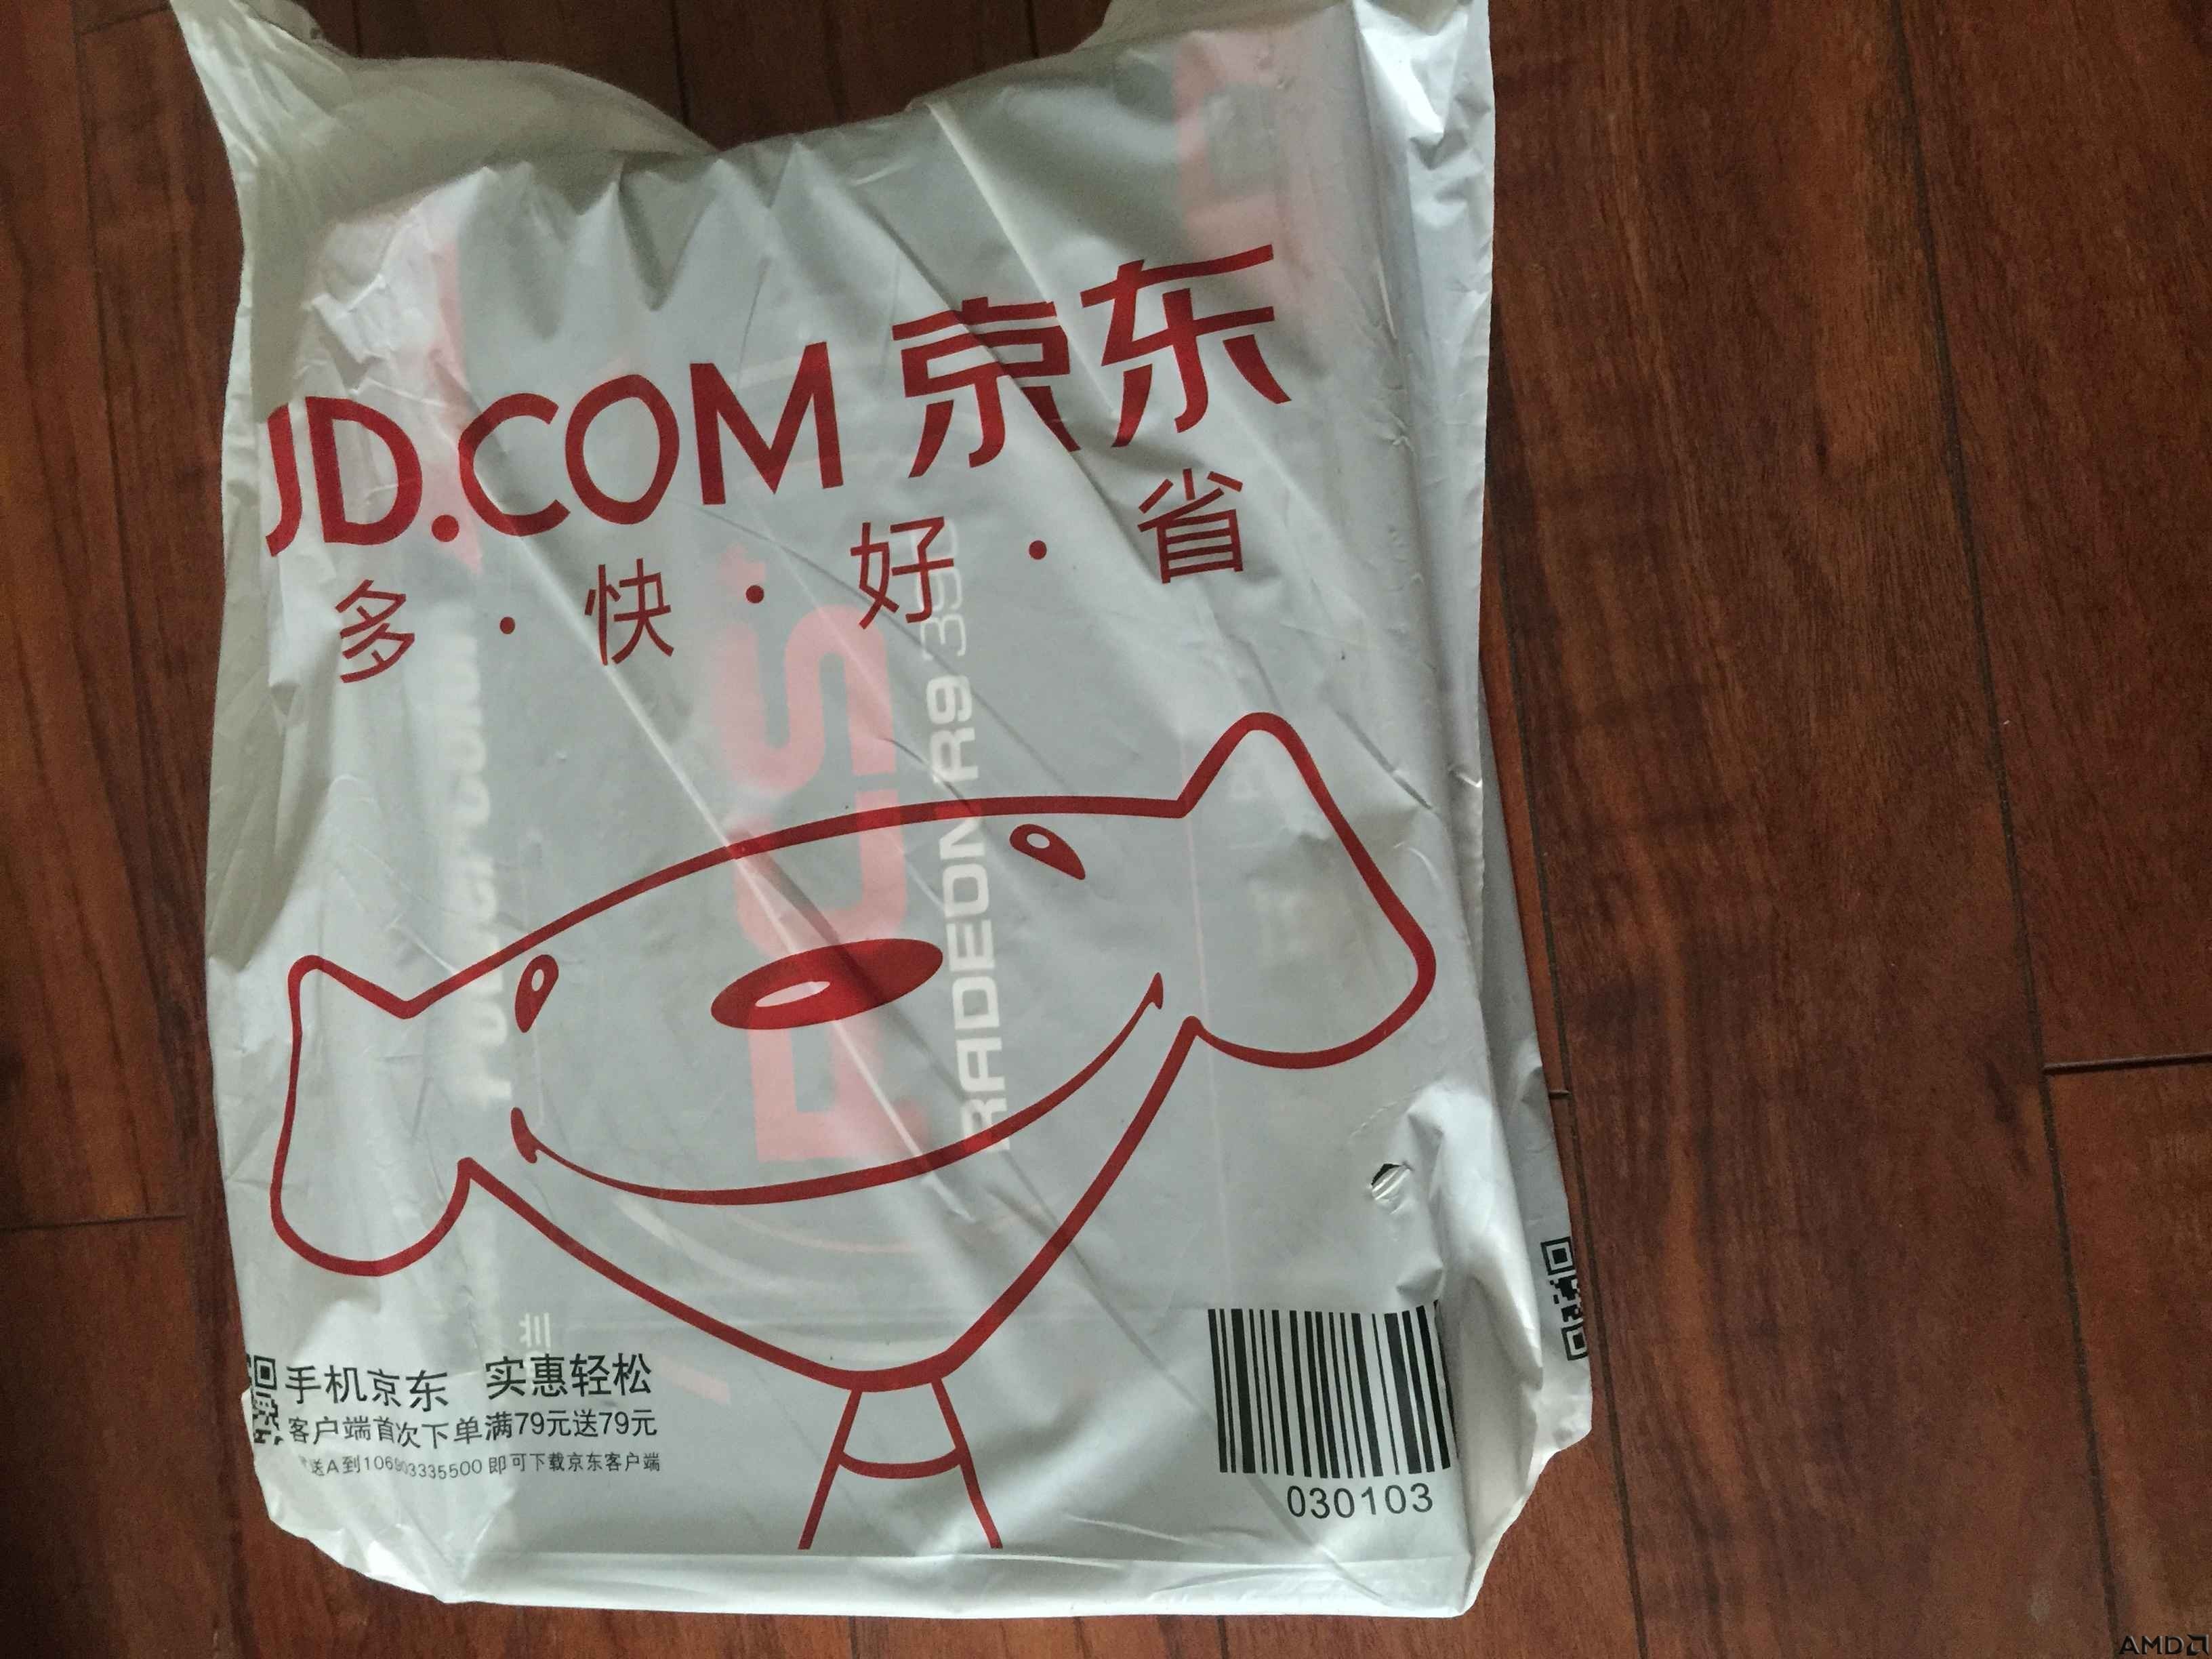 JD.COM 京东
多·快·好·省
PCS
RADEON R9 39
手机京东 实惠轻松
客户端首次下单满79元送79元
送A到106903335500 即可下载京东客户端
030103
AMD